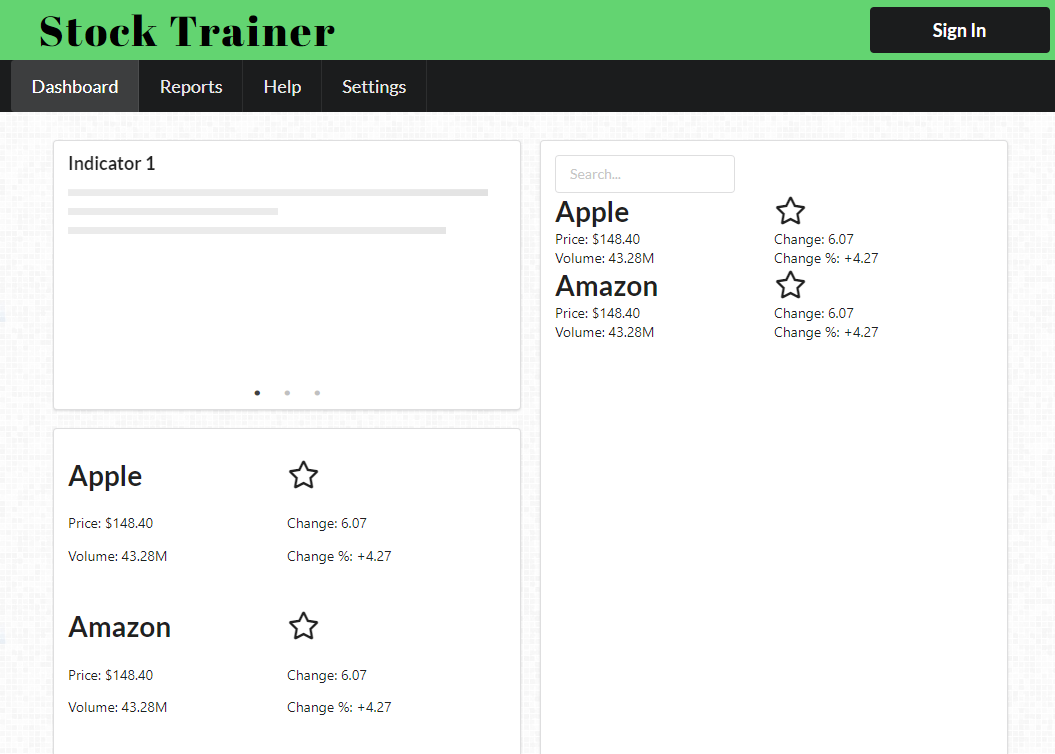 Stock Trainer
Sign In
Dashboard Reports Help Settings
Indicator 1
Apple
Price: $148.40 Change: 6.07
Volume: 43.28M Change %: +4.27
Amazon
Price: $148.40 Change: 6.07
Volume: 43.28M Change %: +4.27
Search...
Apple
Price: $148.40 Change: 6.07
Volume: 43.28M Change %: +4.27
Amazon
Price: $148.40 Change: 6.07
Volume: 43.28M Change %: +4.27